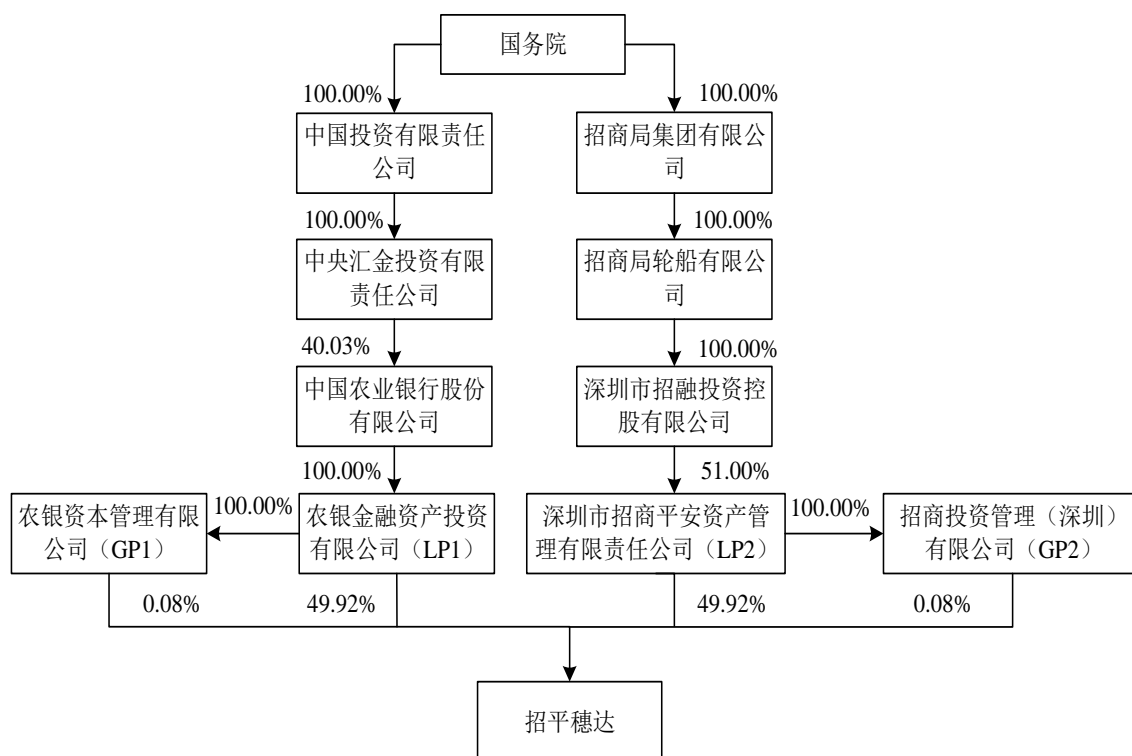 国务院
100.00%
100.00%
中国投资有限责任
公司
招商局集团有限公
司
100.00%
100.00%
中央汇金投资有限
责任公司
招商局轮船有限公
司
40.03%
100.00%
中国农业银行股份
有限公司
深圳市招融投资控
股有限公司
100.00%
51.00%
农银资本管理有限
公司（GP1）
100.00%
农银金融资产投资
有限公司（LP1）
深圳市招商平安资产管
理有限责任公司（LP2）
100.00%
招商投资管理（深圳）
有限公司（GP2）
0.08%
49.92%
49.92%
0.08%
招平穗达